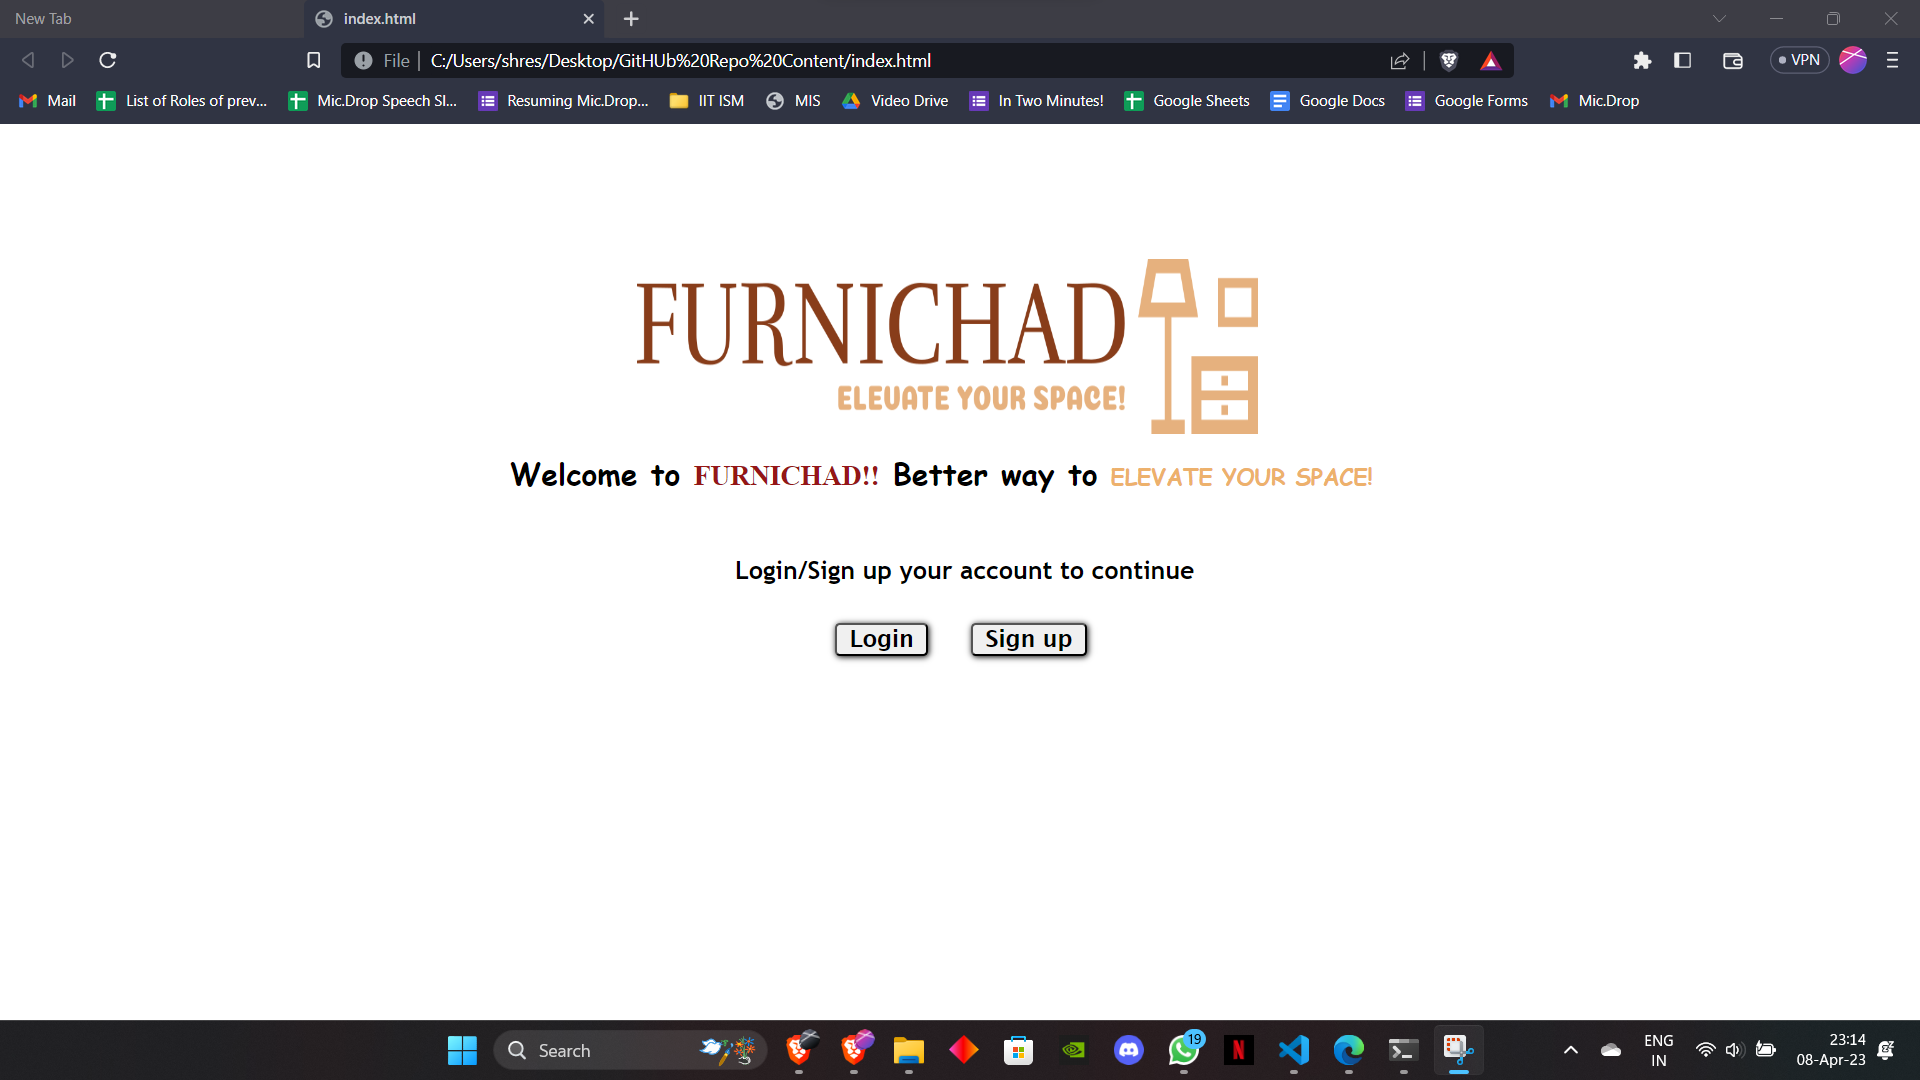 New Tab
index.html
File
C:/Users/shres/Desktop/GitHUb%20Repo%20Content/index.html
VPN
Mail
List of Roles of prev...
Mic.Drop Speech Sl...
Resuming Mic.Drop...
IIT ISM
MIS
Video Drive
In Two Minutes!
Google Sheets
Google Docs
Google Forms
Mic.Drop
FURNICHAD
ELEVATE YOUR SPACE!
Welcome to FURNICHAD!! Better way to ELEVATE YOUR SPACE!
Login/Sign up your account to continue
Login
Sign up
Search
19
N
ENG
IN
23:14
08-Apr-23